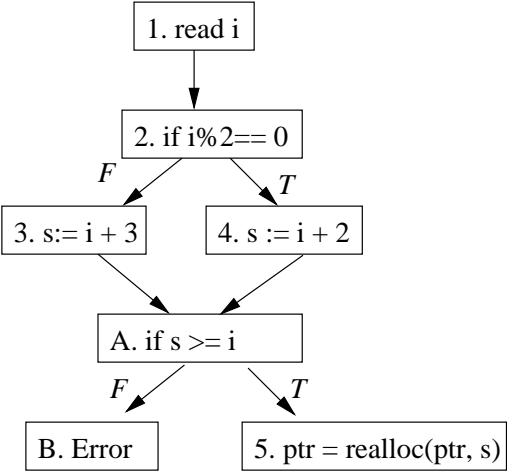 1. read i
2. if i%2== 0
F
T
3. s:= i + 3
4. s := i + 2
A. if s >= i
F
T
B. Error
5. ptr = realloc(ptr, s)